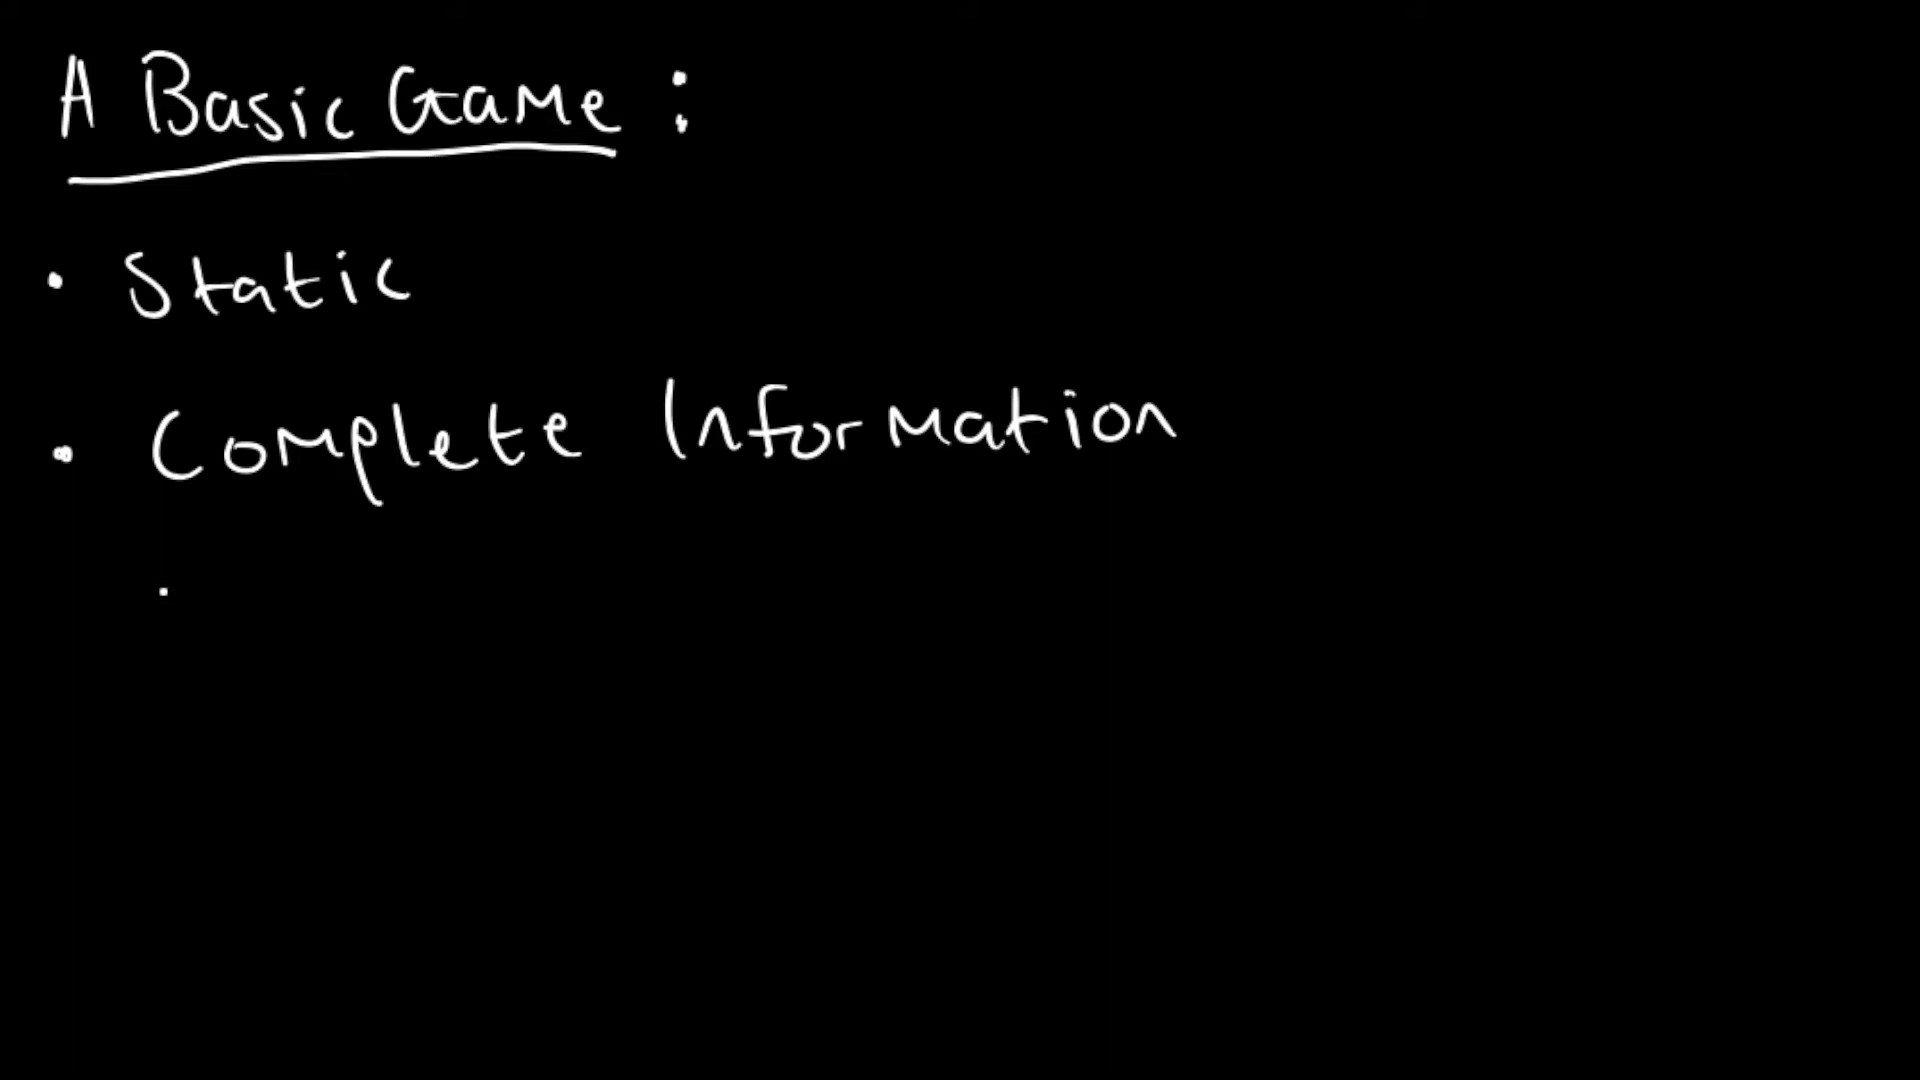 A Basic Game :
• Static
• Complete Information